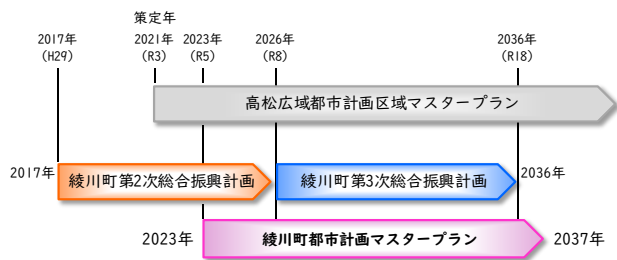 策定年
2017年
(H29)
2021年
(R3)
2023年
(R5)
2026年
(R8)
2036年
(R18)
高松広域都市計画区域マスタープラン
2017年
綾川町第2次総合振興計画
綾川町第3次総合振興計画
2036年
2023年
綾川町都市計画マスタープラン
2037年